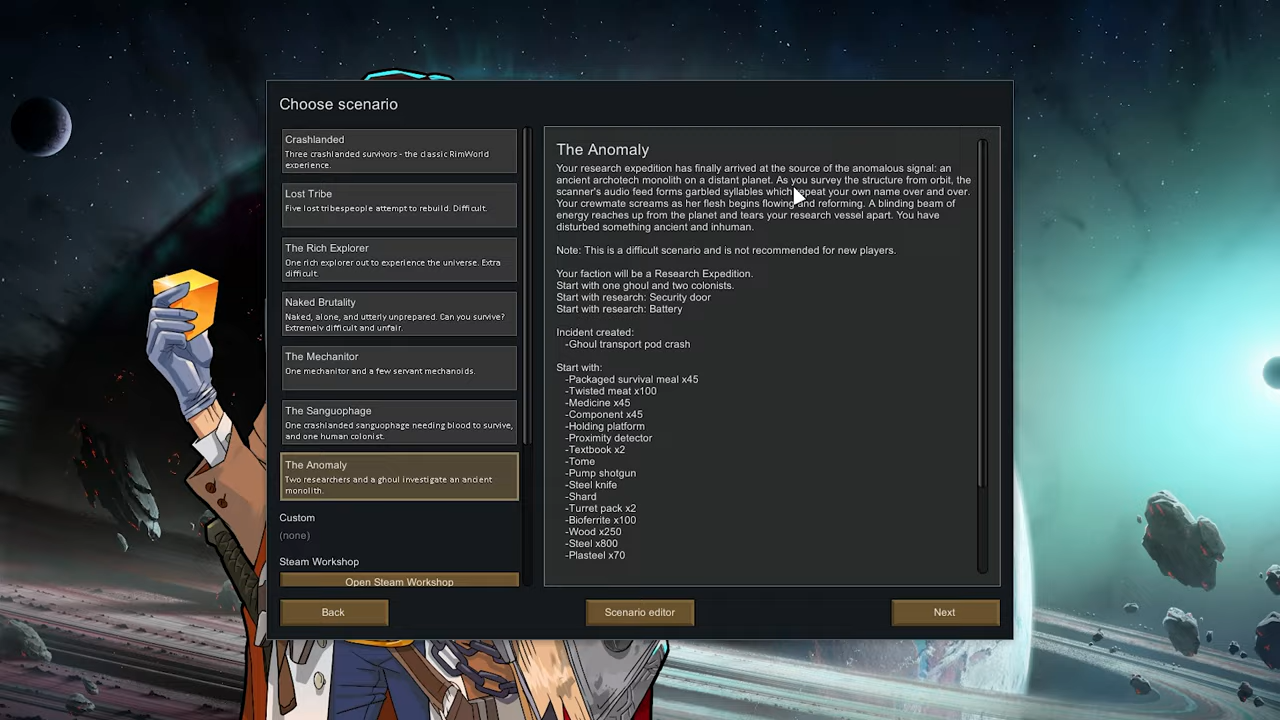 Choose scenario
Crashlanded
Three crashlanded survivors - the classic RimWorld
experience.
Lost Tribe
Five lost tribespeople attempt to rebuild. Difficult.
The Rich Explorer
One rich explorer out to experience the universe. Extra
difficult.
Naked Brutality
Naked, alone, and utterly unprepared. Can you survive?
Extremely difficult and unfair.
The Mechanitor
One mechanitor and a few servant mechanoids.
The Sanguophage
One crashlanded sanguophage needing blood to survive,
and one human colonist.
The Anomaly
Two researchers and a ghoul investigate an ancient
monolith.
Custom
(none)
Steam Workshop
Open Steam Workshop
The Anomaly
Your research expedition has finally arrived at the source of the anomalous signal: an
ancient archotech monolith on a distant planet. As you survey the structure from orbit, the
scanner's audio feed forms garbled syllables which repeat your own name over and over.
Your crewmate screams as her flesh begins flowing and reforming. A blinding beam of
energy reaches up from the planet and tears your research vessel apart. You have
disturbed something ancient and inhuman.
Note: This is a difficult scenario and is not recommended for new players.
Your faction will be a Research Expedition.
Start with one ghoul and two colonists.
Start with research: Security door
Start with research: Battery
Incident created:
-Ghoul transport pod crash
Start with:
-Packaged survival meal x45
-Twisted meat x100
-Medicine x45
-Component x45
-Holding platform
-Proximity detector
-Textbook x2
-Tome
-Pump shotgun
-Steel knife
-Shard
-Turret pack x2
-Bioferrite x100
-Wood x250
-Steel x800
-Plasteel x70
Back
Scenario editor
Next